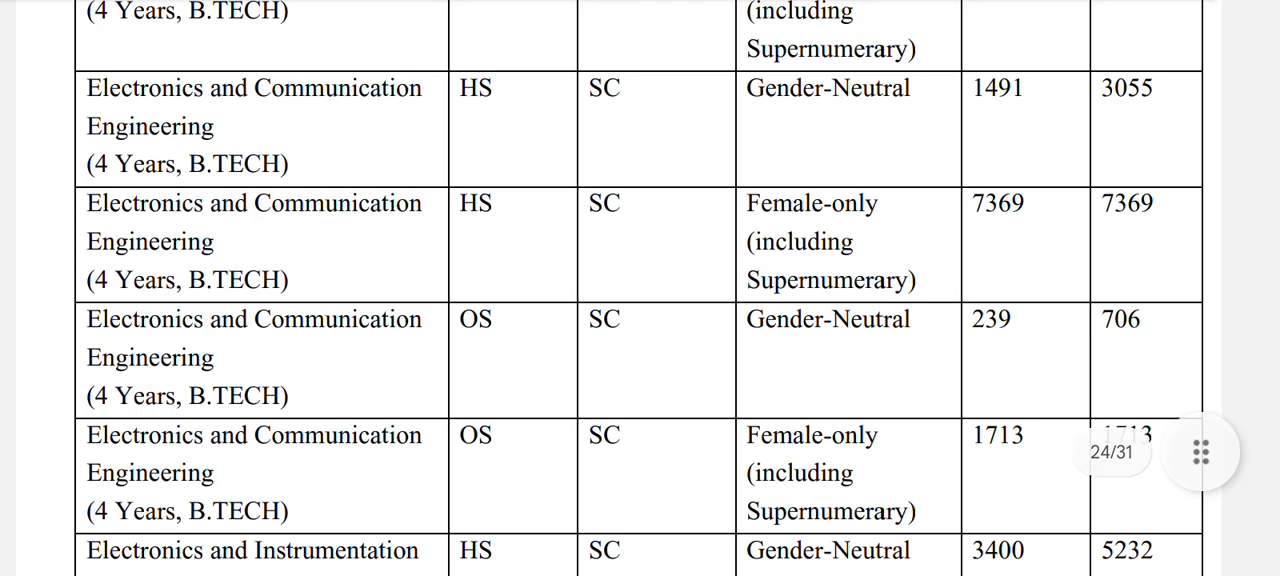 (4 Years, B.TECH) (including
Supernumerary)
Electronics and Communication HS SC Gender-Neutral 1491 3055
Engineering
(4 Years, B.TECH)
Electronics and Communication HS SC Female-only 7369 7369
Engineering (including
(4 Years, B.TECH) Supernumerary)
Electronics and Communication OS SC Gender-Neutral 239 706
Engineering
(4 Years, B.TECH)
Electronics and Communication OS SC Female-only 1713 1713
24/31
Engineering (including
(4 Years, B.TECH) Supernumerary)
Electronics and Instrumentation HS SC Gender-Neutral 3400 5232